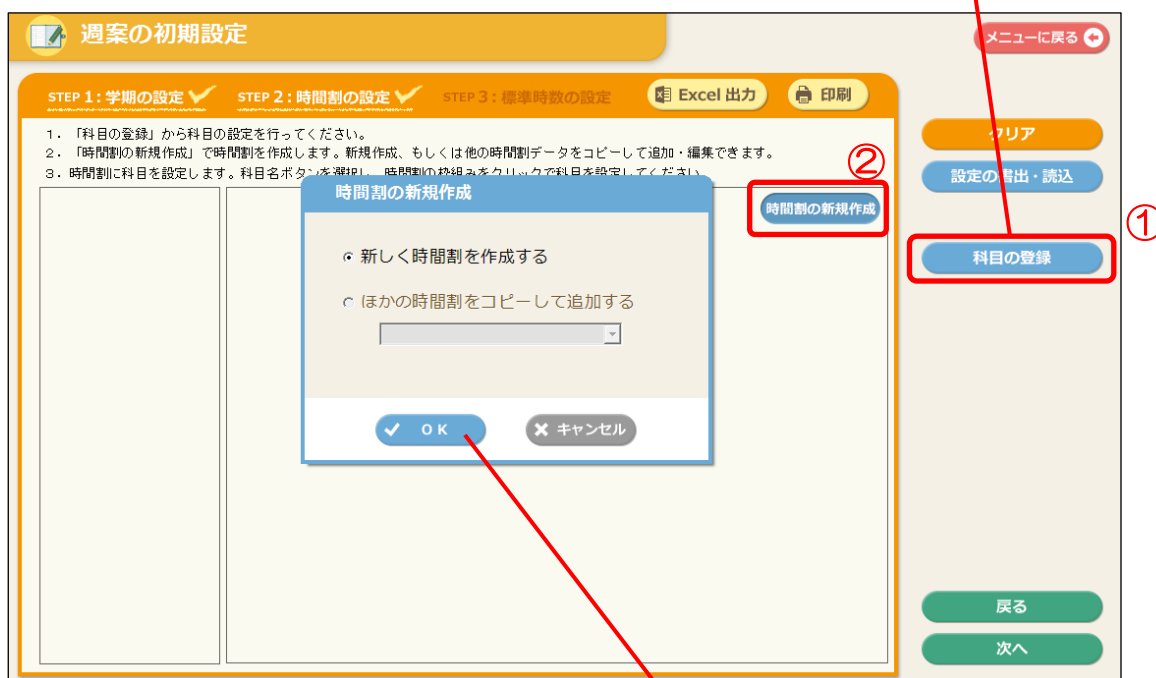 週案の初期設定
メニューに戻る
STEP 1：学期の設定 STEP 2：時間割の設定 STEP 3：標準時数の設定 Excel 出力 印刷
1．「科目の登録」から科目の設定を行ってください。
2．「時間割の新規作成」で時間割を作成します。新規作成、もしくは他の時間割データをコピーして追加・編集できます。
3．時間割に科目を設定します。科目名ボタンを選択し、時間割の枠組みをクリックで科目を設定してください。
クリア
②
設定の書出・読込
時間割の新規作成
時間割の新規作成
①
科目の登録
新しく時間割を作成する
ほかの時間割をコピーして追加する
OK キャンセル
戻る
次へ